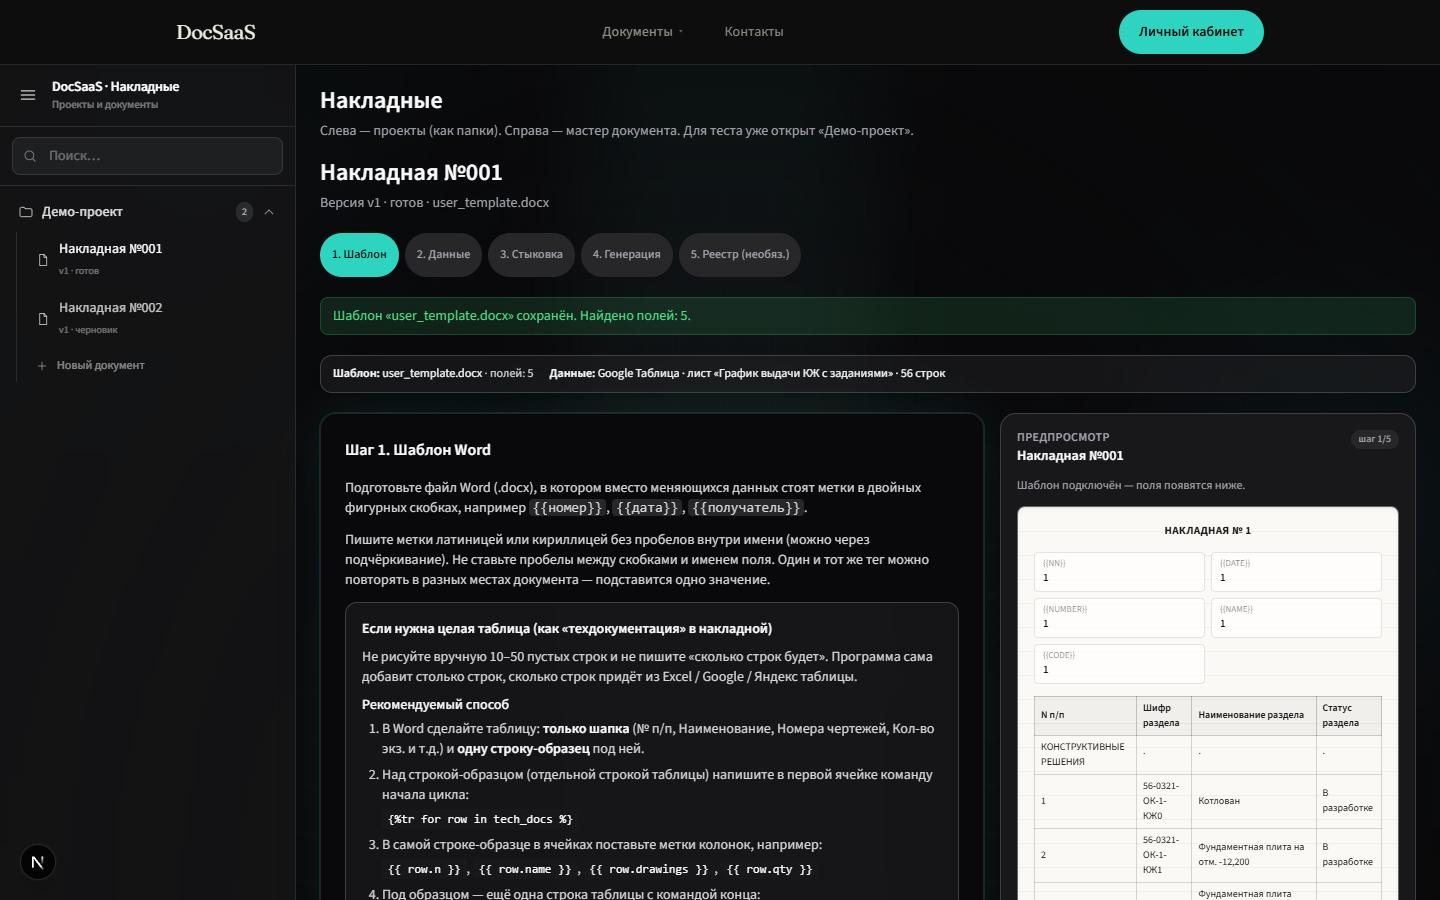 DocSaaS
Документы
Контакты
Личный кабинет
DocSaaS · Накладные
Проекты и документы
Поиск...
Демо-проект
2
Накладная №001
v1 · готов
Накладная №002
v1 · черновик
+ Новый документ
Накладные
Слева — проекты (как папки). Справа — мастер документа. Для теста уже открыт «Демо-проект».
Накладная №001
Версия v1 · готов · user_template.docx
1. Шаблон
2. Данные
3. Стыковка
4. Генерация
5. Реестр (необяз.)
Шаблон «user_template.docx» сохранён. Найдено полей: 5.
Шаблон: user_template.docx · полей: 5 Данные: Google Таблица · лист «График выдачи КЖ с заданиями» · 56 строк
Шаг 1. Шаблон Word
Подготовьте файл Word (.docx), в котором вместо меняющихся данных стоят метки в двойных
фигурных скобках, например {{номер}}, {{дата}}, {{получатель}}.
Пишите метки латиницей или кириллицей без пробелов внутри имени (можно через
подчёркивание). Не ставьте пробелы между скобками и именем поля. Один и тот же тег можно
повторять в разных местах документа — подставится одно значение.
Если нужна целая таблица (как «техдокументация» в накладной)
Не рисуйте вручную 10–50 пустых строк и не пишите «сколько строк будет». Программа сама
добавит столько строк, сколько строк придёт из Excel / Google / Яндекс таблицы.
Рекомендуемый способ
1. В Word сделайте таблицу: только шапка (№ п/п, Наименование, Номера чертежей, Кол-во
экз. и т.д.) и одну строку-образец под ней.
2. Над строкой-образцом (отдельной строкой таблицы) напишите в первой ячейке команду
начала цикла:
{%tr for row in tech_docs %}
3. В самой строке-образце в ячейках поставьте метки колонок, например:
{{ row.n }} , {{ row.name }} , {{ row.drawings }} , {{ row.qty }}
4. Под образцом — ещё одна строка таблицы с командой конца:
ПРЕДПРОСМОТР
шаг 1/5
Накладная №001
Шаблон подключён — поля появятся ниже.
НАКЛАДНАЯ № 1
{{NN}}
1
{{DATE}}
1
{{NUMBER}}
1
{{NAME}}
1
{{CODE}}
1
N п/п
Шифр
раздела
Наименование раздела
Статус
раздела
КОНСТРУКТИВНЫЕ
РЕШЕНИЯ
.
.
.
1
56-0321-
ОК-1-
КЖ0
Котлован
В
разработке
2
56-0321-
ОК-1-
КЖ1
Фундаментная плита на
отм. -12,200
В
разработке
Фундаментная плита
N